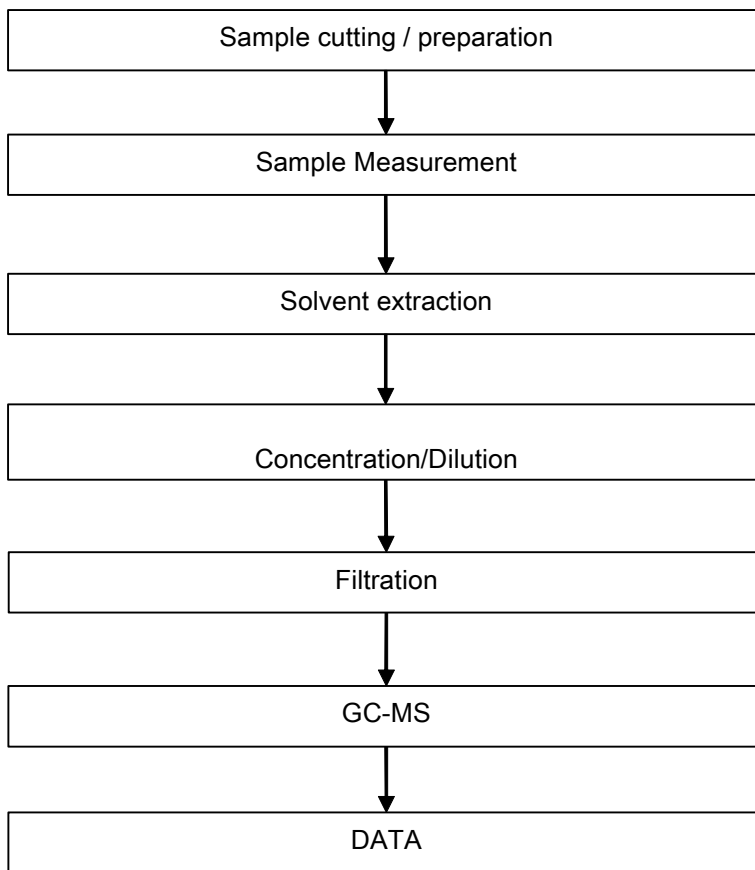 Sample cutting / preparation
Sample Measurement
Solvent extraction
Concentration/Dilution
Filtration
GC-MS
DATA